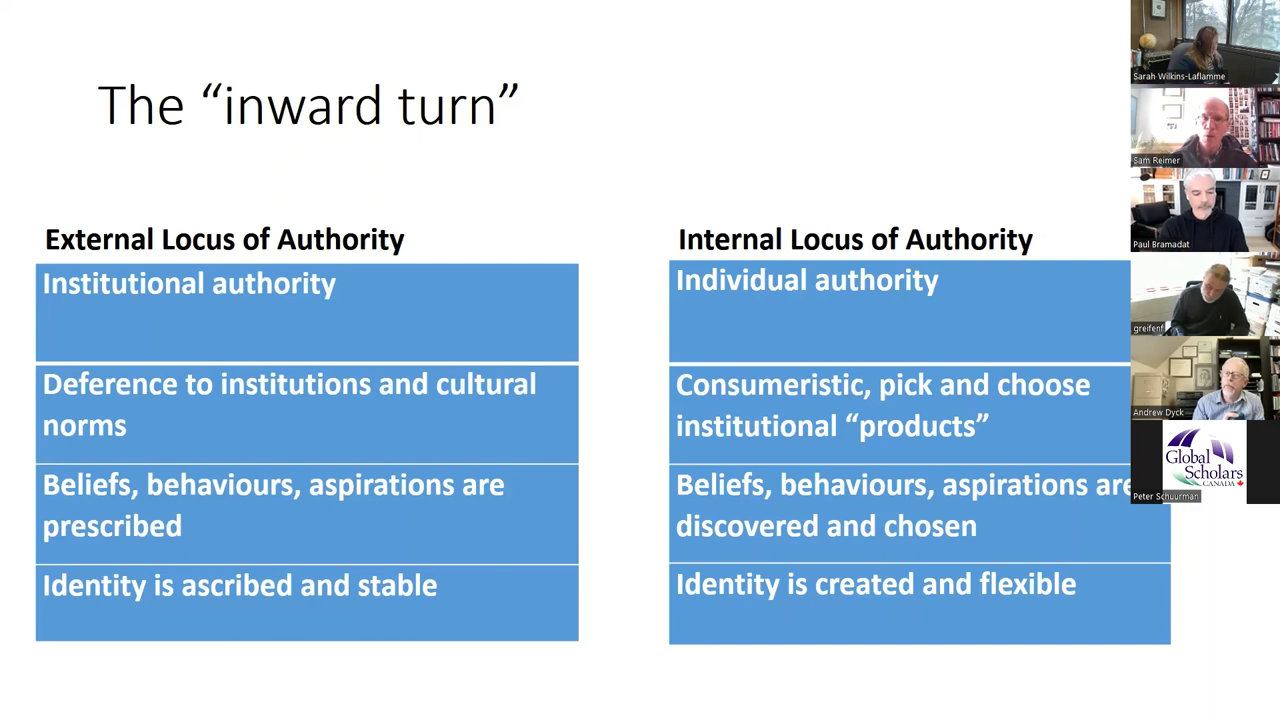 The “inward turn”
External Locus of Authority
Institutional authority
Deference to institutions and cultural
norms
Beliefs, behaviours, aspirations are
prescribed
Identity is ascribed and stable
Internal Locus of Authority
Individual authority
Consumeristic, pick and choose
institutional “products”
Beliefs, behaviours, aspirations are
discovered and chosen
Identity is created and flexible
Sarah Wilkins-Laflamme
Sam Reimer
Paul Bramadat
greifenf
Andrew Dyck
Global
Scholars
CANADA
Peter Schuurman